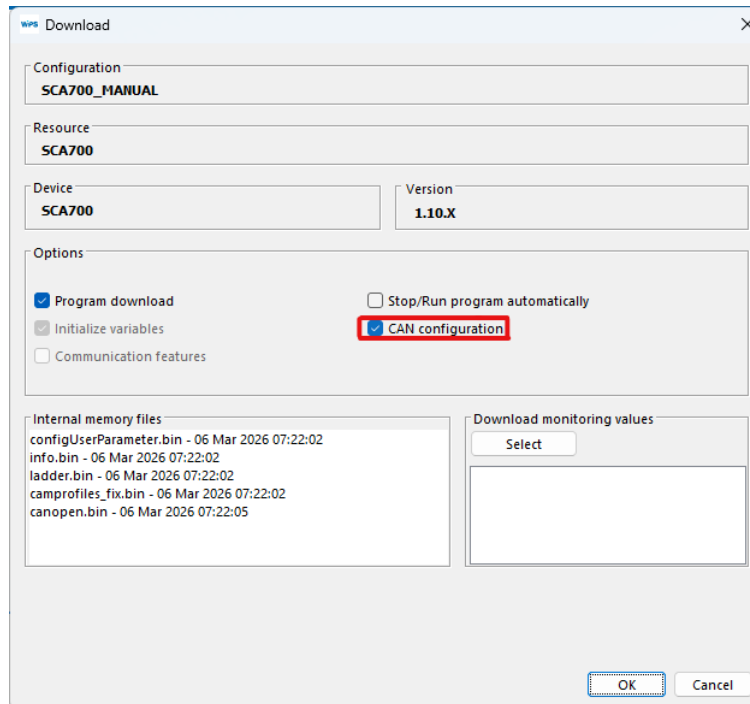 WPS Download
Configuration
SCA700_MANUAL
Resource
SCA700
Device
SCA700
Version
1.10.X
Options
Program download
Stop/Run program automatically
Initialize variables
CAN configuration
Communication features
Internal memory files
configUserParameter.bin - 06 Mar 2026 07:22:02
info.bin - 06 Mar 2026 07:22:02
ladder.bin - 06 Mar 2026 07:22:02
camprofiles_fix.bin - 06 Mar 2026 07:22:02
canopen.bin - 06 Mar 2026 07:22:05
Download monitoring values
Select
OK
Cancel